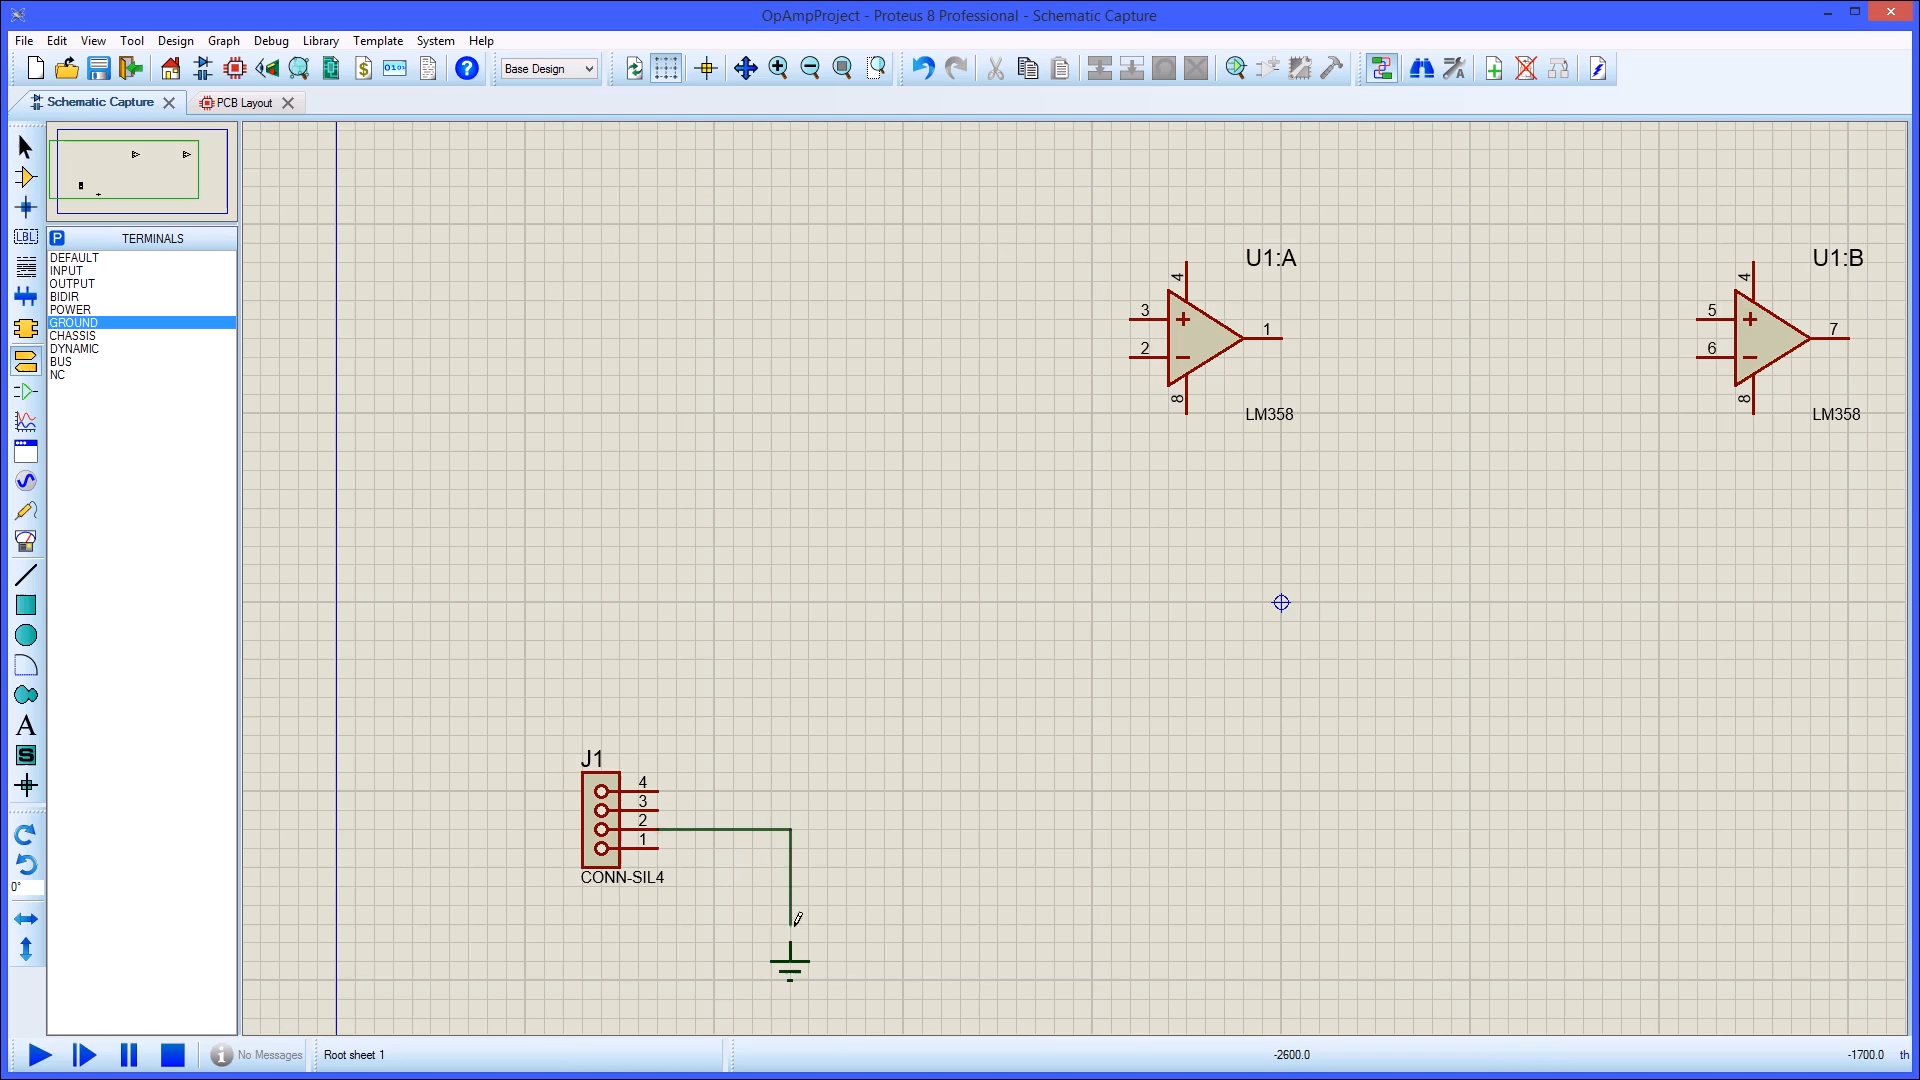 OpAmpProject - Proteus 8 Professional - Schematic Capture
File Edit View Tool Design Graph Debug Library Template System Help
Base Design
Schematic Capture PCB Layout
LBL
P TERMINALS
DEFAULT
INPUT
OUTPUT
BIDIR
POWER
GROUND
CHASSIS
DYNAMIC
BUS
NC
A
S
0°
U1:A
4
3
1
2
8
LM358
U1:B
4
5
7
6
8
LM358
J1
4
3
2
1
CONN-SIL4
No Messages Root sheet 1 -2600.0 -1700.0 th